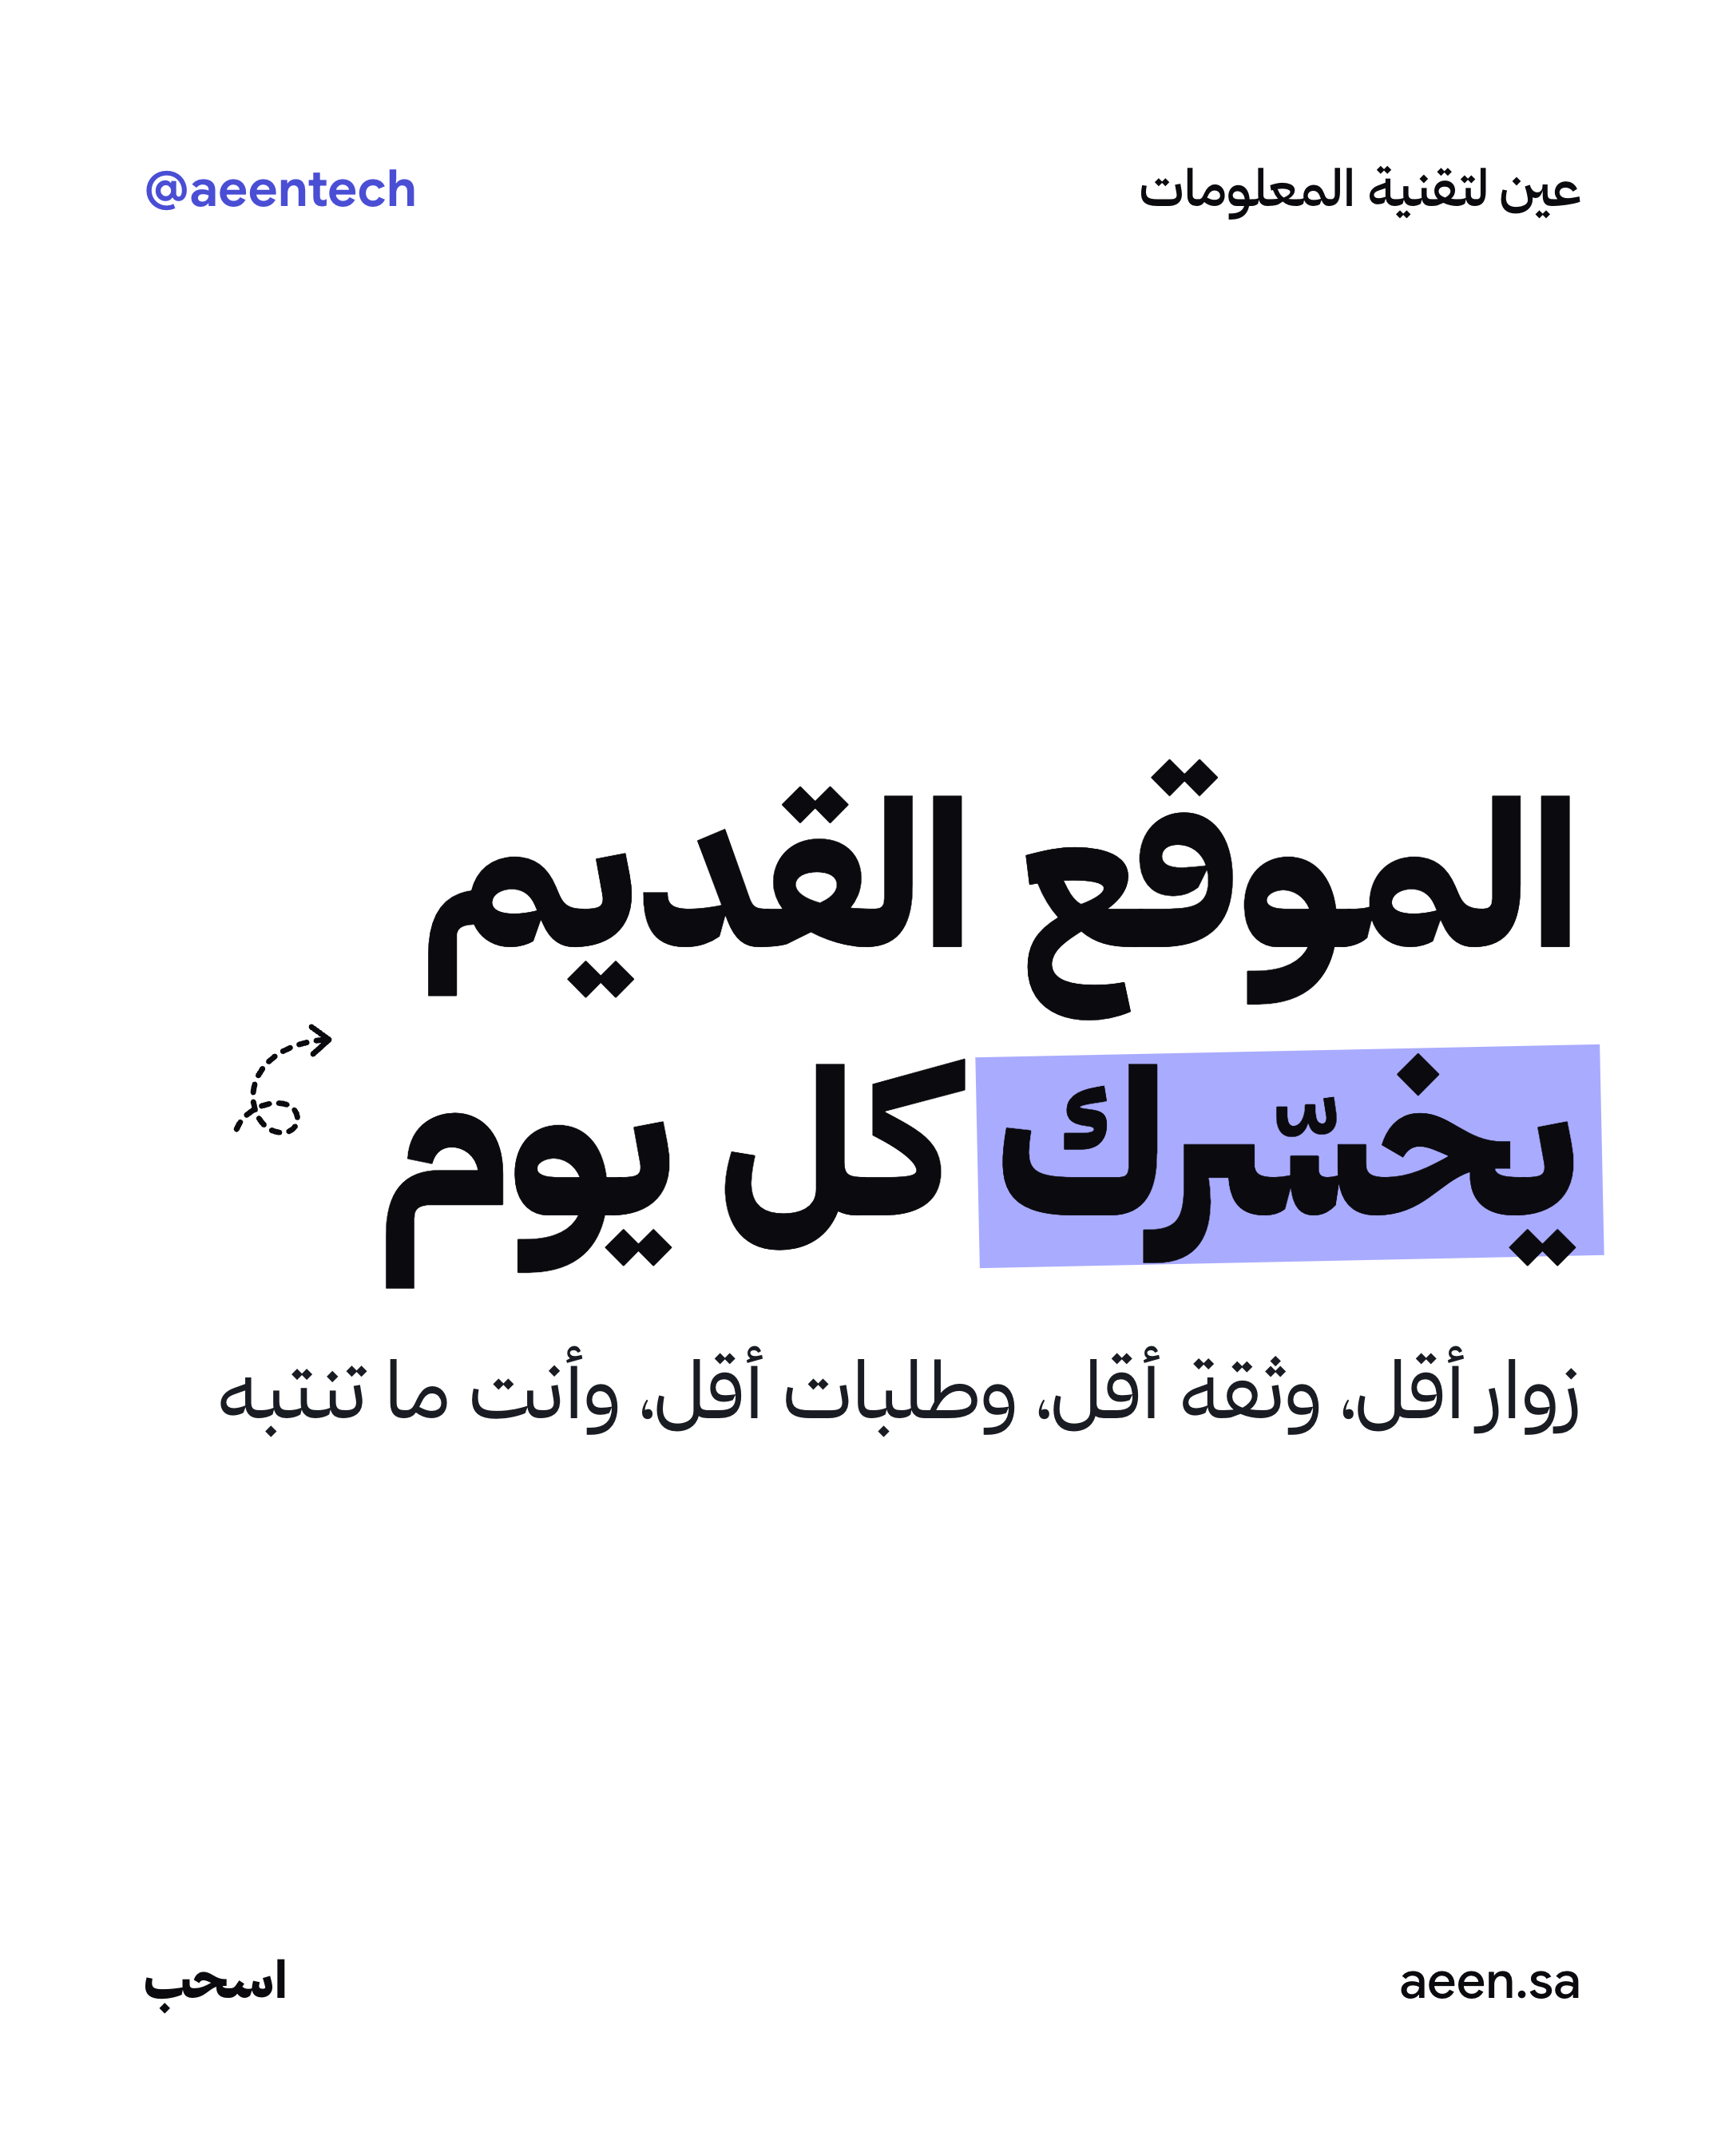 عين لتقنية المعلومات
@aeentech
الموقع القديم
يخسّرك كل يوم
زوار أقل، وثقة أقل، وطلبات أقل، وأنت ما تنتبه
aeen.sa
اسحب